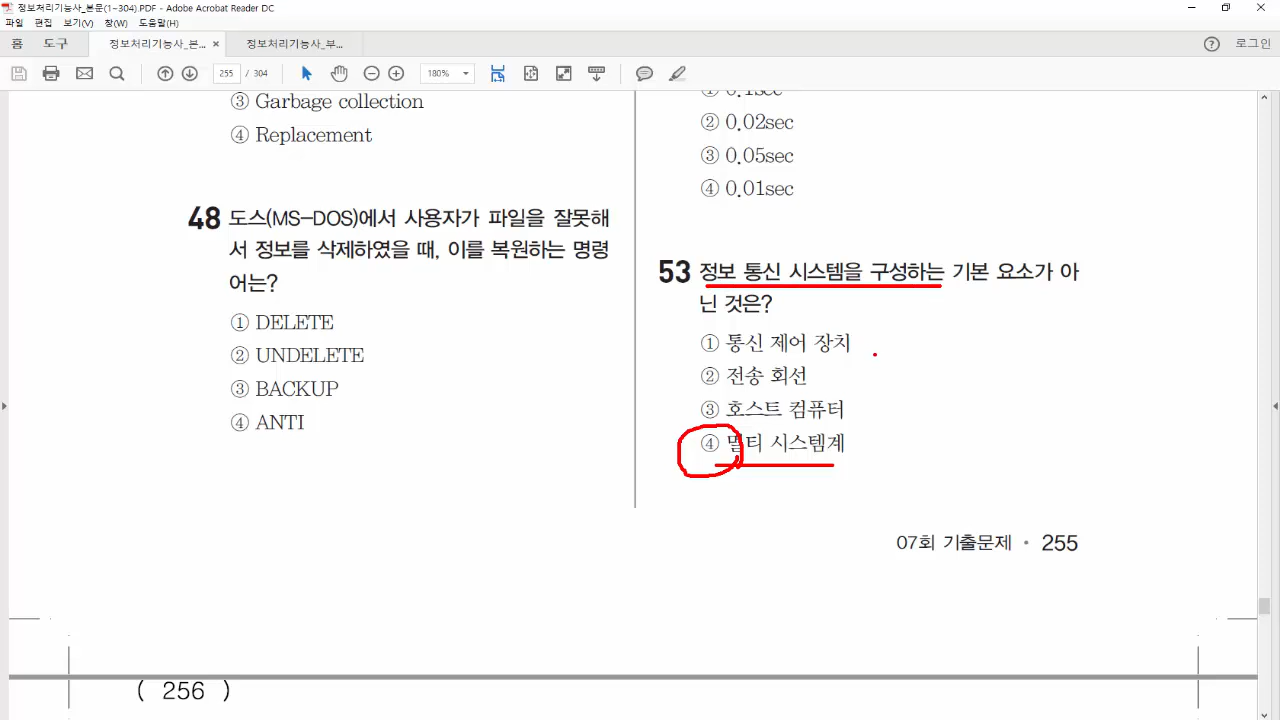 정보처리기능사_본문(1~304).PDF - Adobe Acrobat Reader DC
파일 편집 보기(V) 창(W) 도움말(H)
홈 도구 정보처리기능사_본... × 정보처리기능사_부... 로그인
255 / 304 180%
③ Garbage collection
④ Replacement
48 도스(MS-DOS)에서 사용자가 파일을 잘못해
서 정보를 삭제하였을 때, 이를 복원하는 명령
어는?
① DELETE
② UNDELETE
③ BACKUP
④ ANTI
① 0.1sec
② 0.02sec
③ 0.05sec
④ 0.01sec
53 정보 통신 시스템을 구성하는 기본 요소가 아
닌 것은?
① 통신 제어 장치
② 전송 회선
③ 호스트 컴퓨터
④ 멀티 시스템계
07회 기출문제 • 255
( 256 )